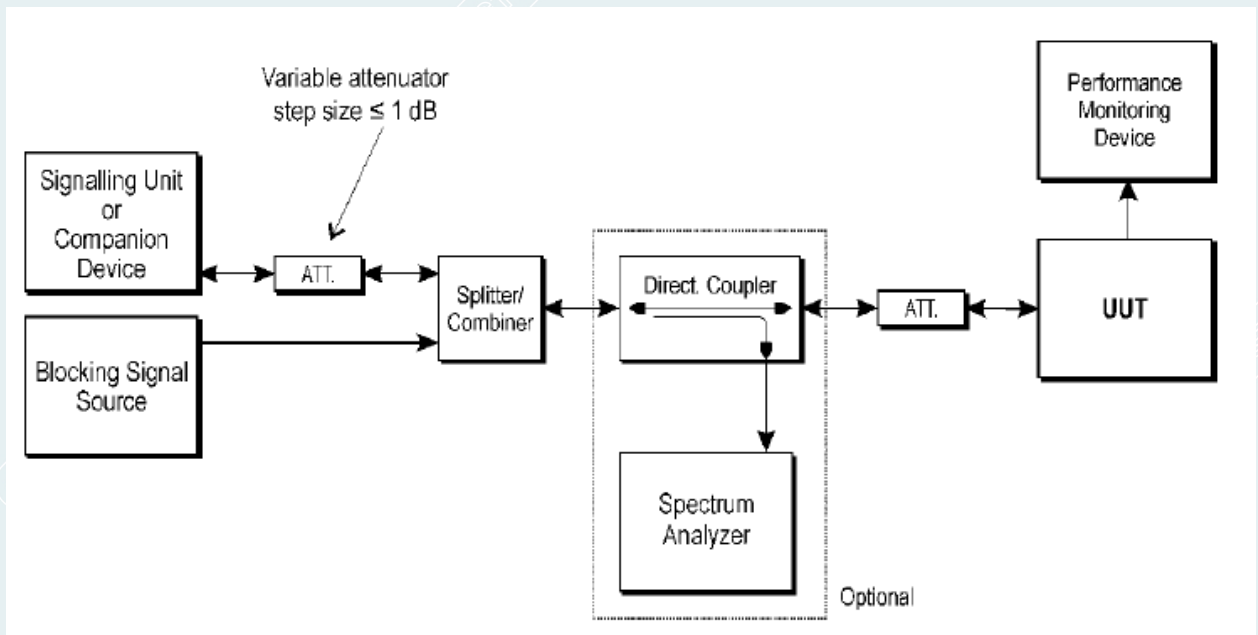 Variable attenuator
step size ≤ 1 dB
Performance
Monitoring
Device
Signalling Unit
or
Companion
Device
ATT.
Splitter/
Combiner
Direct. Coupler
ATT.
UUT
Blocking Signal
Source
Spectrum
Analyzer
Optional